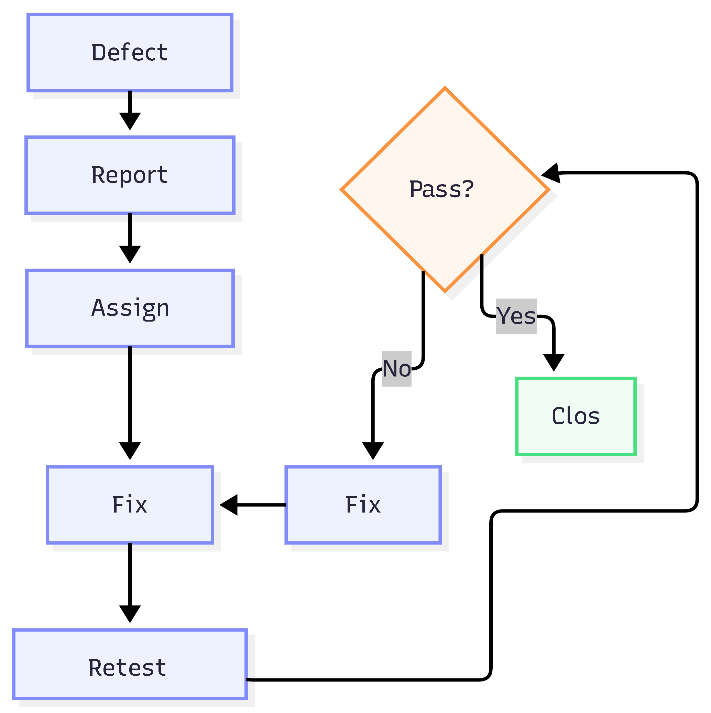 Defect
Report
Pass?
Assign
Yes
No
Clos
Fix
Fix
Retest